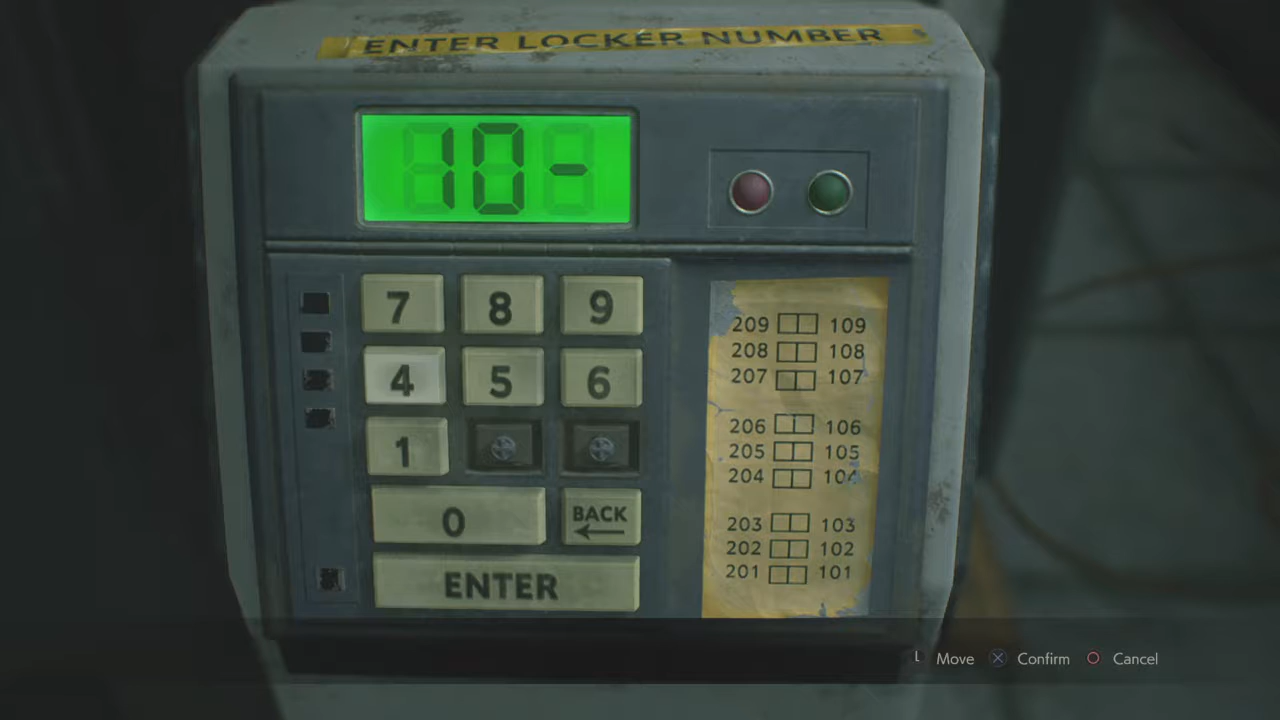 ENTER LOCKER NUMBER
10-
7 8 9
4 5 6
1
0 BACK
ENTER
209 109
208 108
207 107
206 106
205 105
204 104
203 103
202 102
201 101
L Move Confirm Cancel